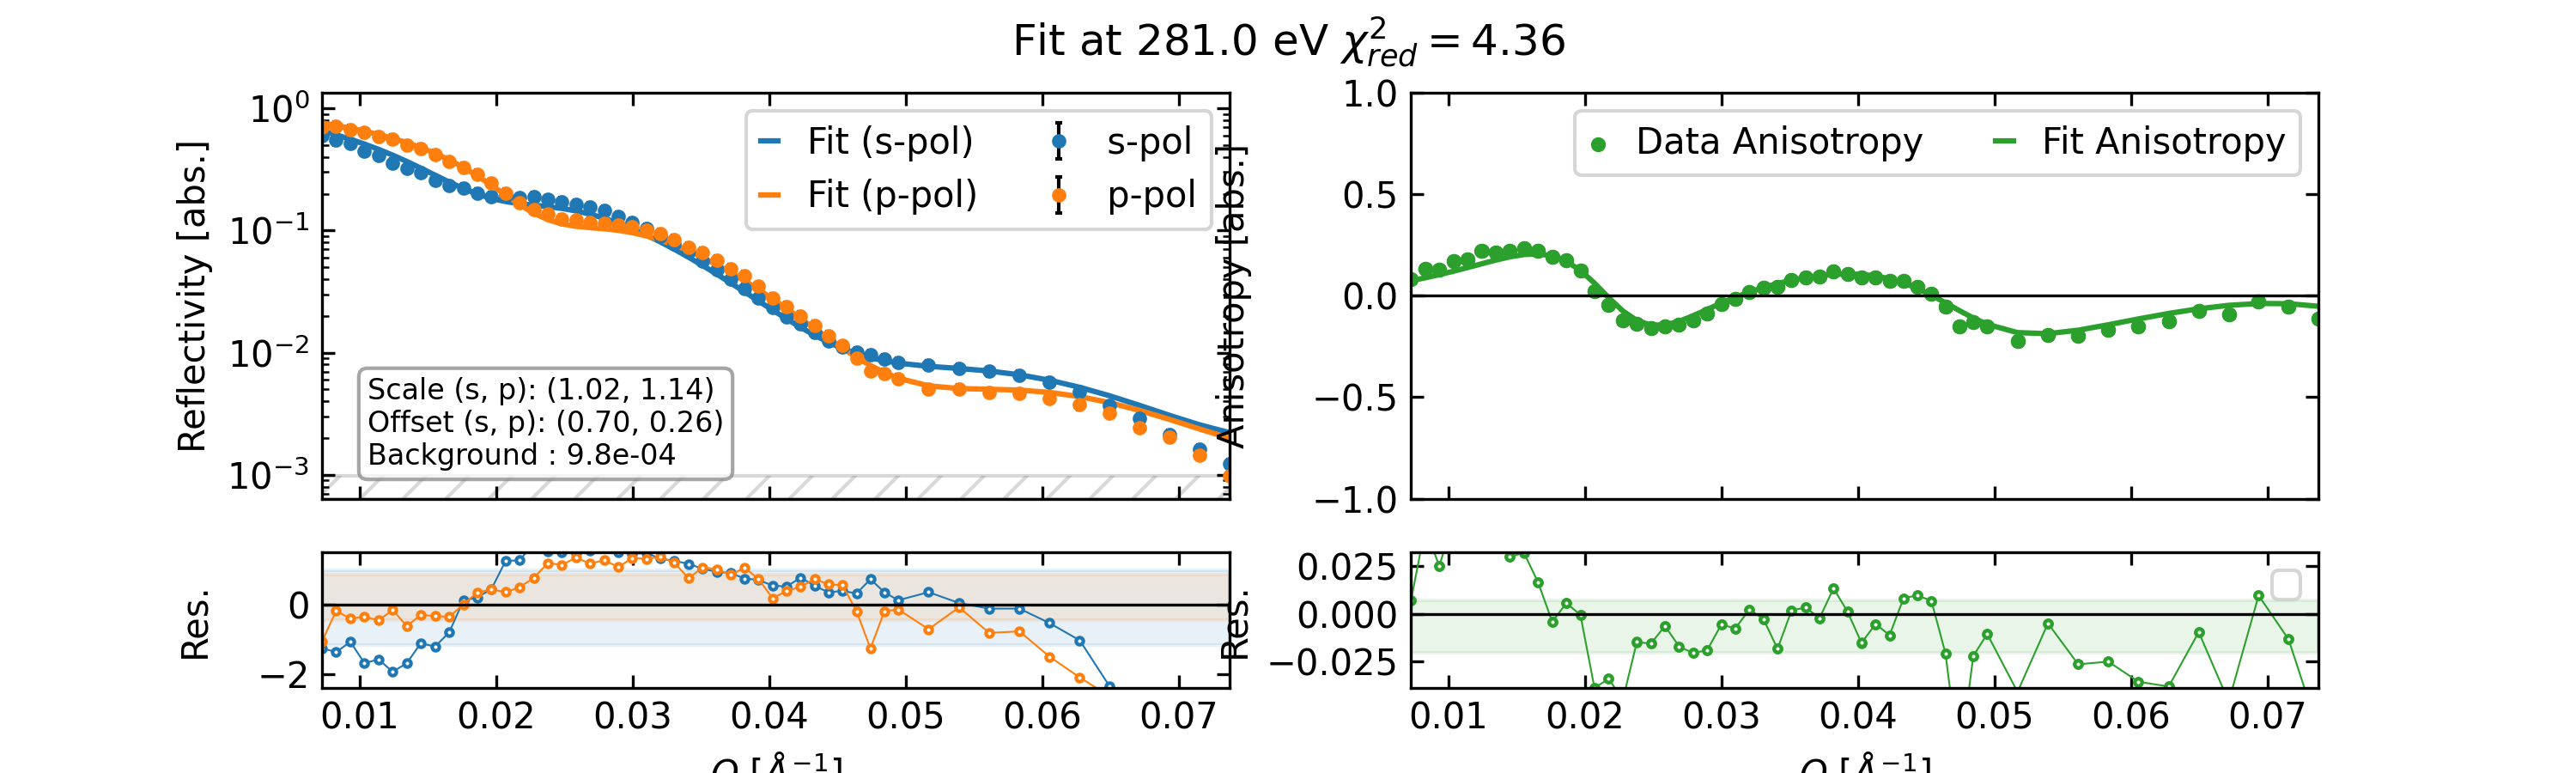 Fit at 281.0 eV χ²red = 4.36
Reflectivity [abs.]
10⁰
10⁻¹
10⁻²
10⁻³
Fit (s-pol)
Fit (p-pol)
s-pol
p-pol
Scale (s, p): (1.02, 1.14)
Offset (s, p): (0.70, 0.26)
Background : 9.8e-04
Anisotropy [abs.]
1.0
0.5
0.0
−0.5
−1.0
Data Anisotropy
Fit Anisotropy
Res.
0
−2
0.01 0.02 0.03 0.04 0.05 0.06 0.07
Q [Å⁻¹]
Res.
0.025
0.000
−0.025
0.01 0.02 0.03 0.04 0.05 0.06 0.07
Q [Å⁻¹]